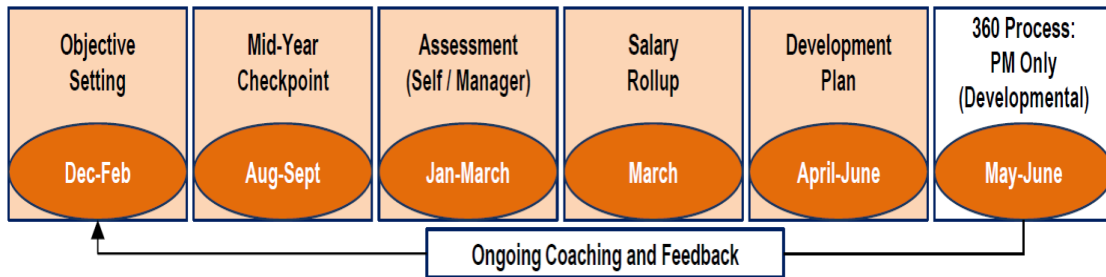 Objective
Setting
Dec-Feb
Mid-Year
Checkpoint
Aug-Sept
Assessment
(Self / Manager)
Jan-March
Salary
Rollup
March
Development
Plan
April-June
360 Process:
PM Only
(Developmental)
May-June
Ongoing Coaching and Feedback